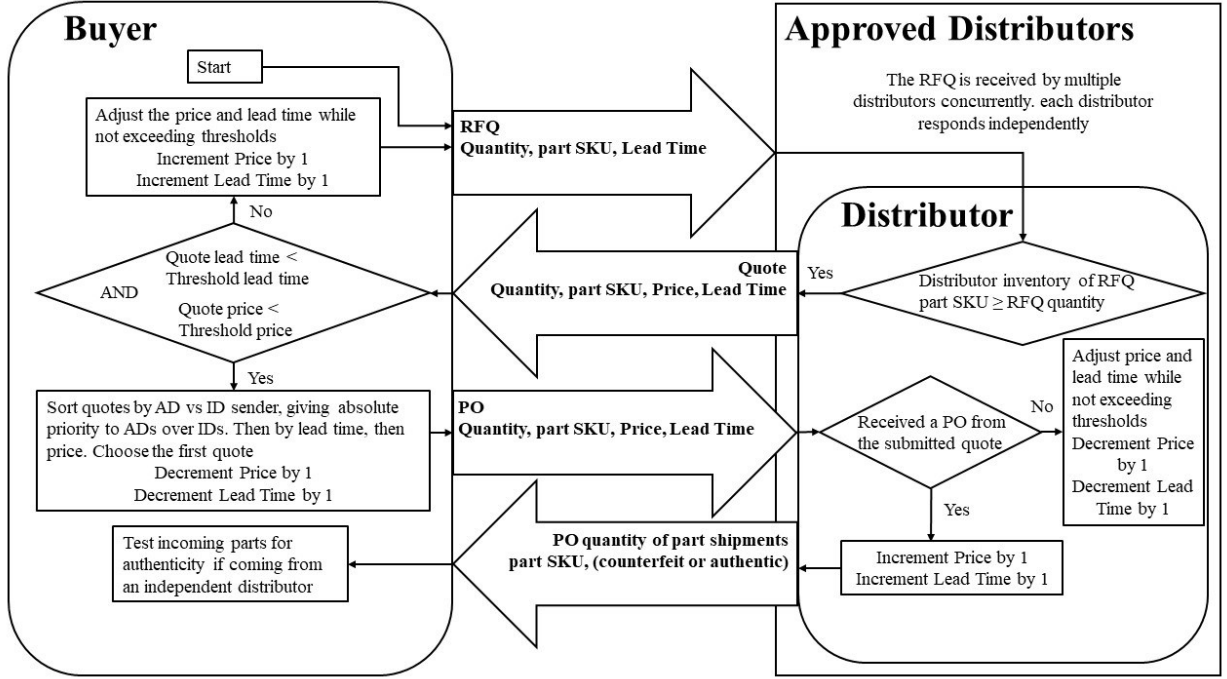 Buyer
Start
Adjust the price and lead time while
not exceeding thresholds
Increment Price by 1
Increment Lead Time by 1
No
Quote lead time <
Threshold lead time
AND
Quote price <
Threshold price
Yes
Sort quotes by AD vs ID sender, giving absolute
priority to ADs over IDs. Then by lead time, then
price. Choose the first quote
Decrement Price by 1
Decrement Lead Time by 1
Test incoming parts for
authenticity if coming from
an independent distributor
RFQ
Quantity, part SKU, Lead Time
Quote
Quantity, part SKU, Price, Lead Time
PO
Quantity, part SKU, Price, Lead Time
PO quantity of part shipments
part SKU, (counterfeit or authentic)
Approved Distributors
The RFQ is received by multiple
distributors concurrently. each distributor
responds independently
Distributor
Yes
Distributor inventory of RFQ
part SKU ≥ RFQ quantity
Received a PO from
the submitted quote
No
Adjust price and
lead time while
not exceeding
thresholds
Decrement Price
by 1
Decrement Lead
Time by 1
Yes
Increment Price by 1
Increment Lead Time by 1